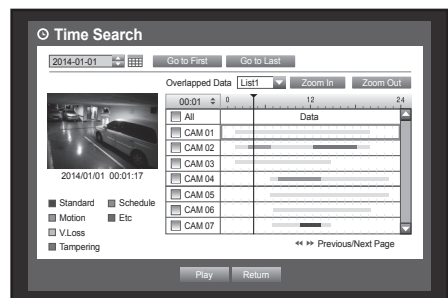 Time Search
2014-01-01
Go to First
Go to Last
Overlapped Data
List1
Zoom In
Zoom Out
00:01
0
12
24
All
Data
CAM 01
CAM 02
CAM 03
CAM 04
CAM 05
CAM 06
CAM 07
2014/01/01 00:01:17
Standard
Schedule
Motion
Etc
V.Loss
Tampering
Previous/Next Page
Play
Return